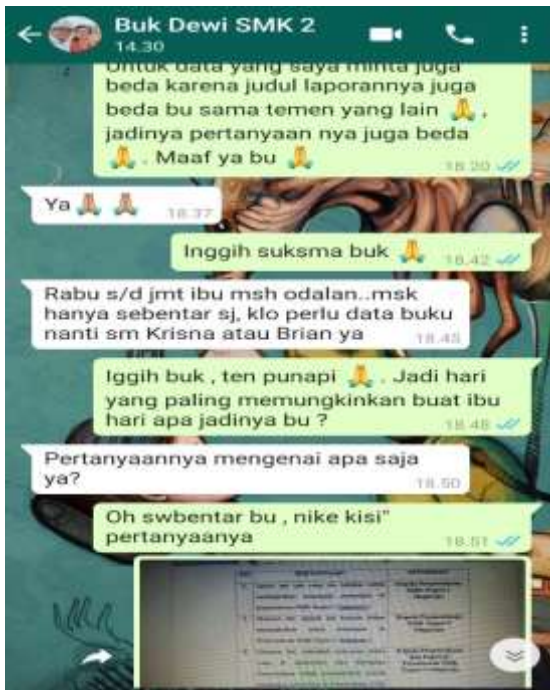 Buk Dewi SMK 2
14.30
Untuk data yang saya minta juga
beda karena judul laporannya juga
beda bu sama temen yang lain 🙏,
jadinya pertanyaan nya juga beda
🙏. Maaf ya bu 🙏
18.20
Ya 🙏 🙏
18.37
Inggih suksma buk 🙏
18.42
Rabu s/d jmt ibu msh odalan..msk
hanya sebentar sj, klo perlu data buku
nanti sm Krisna atau Brian ya
18.45
Iggih buk , ten punapi 🙏. Jadi hari
yang paling memungkinkan buat ibu
hari apa jadinya bu ?
18.48
Pertanyaannya mengenai apa saja
ya?
18.50
Oh swbentar bu , nike kisi"
pertanyaanya
18.51